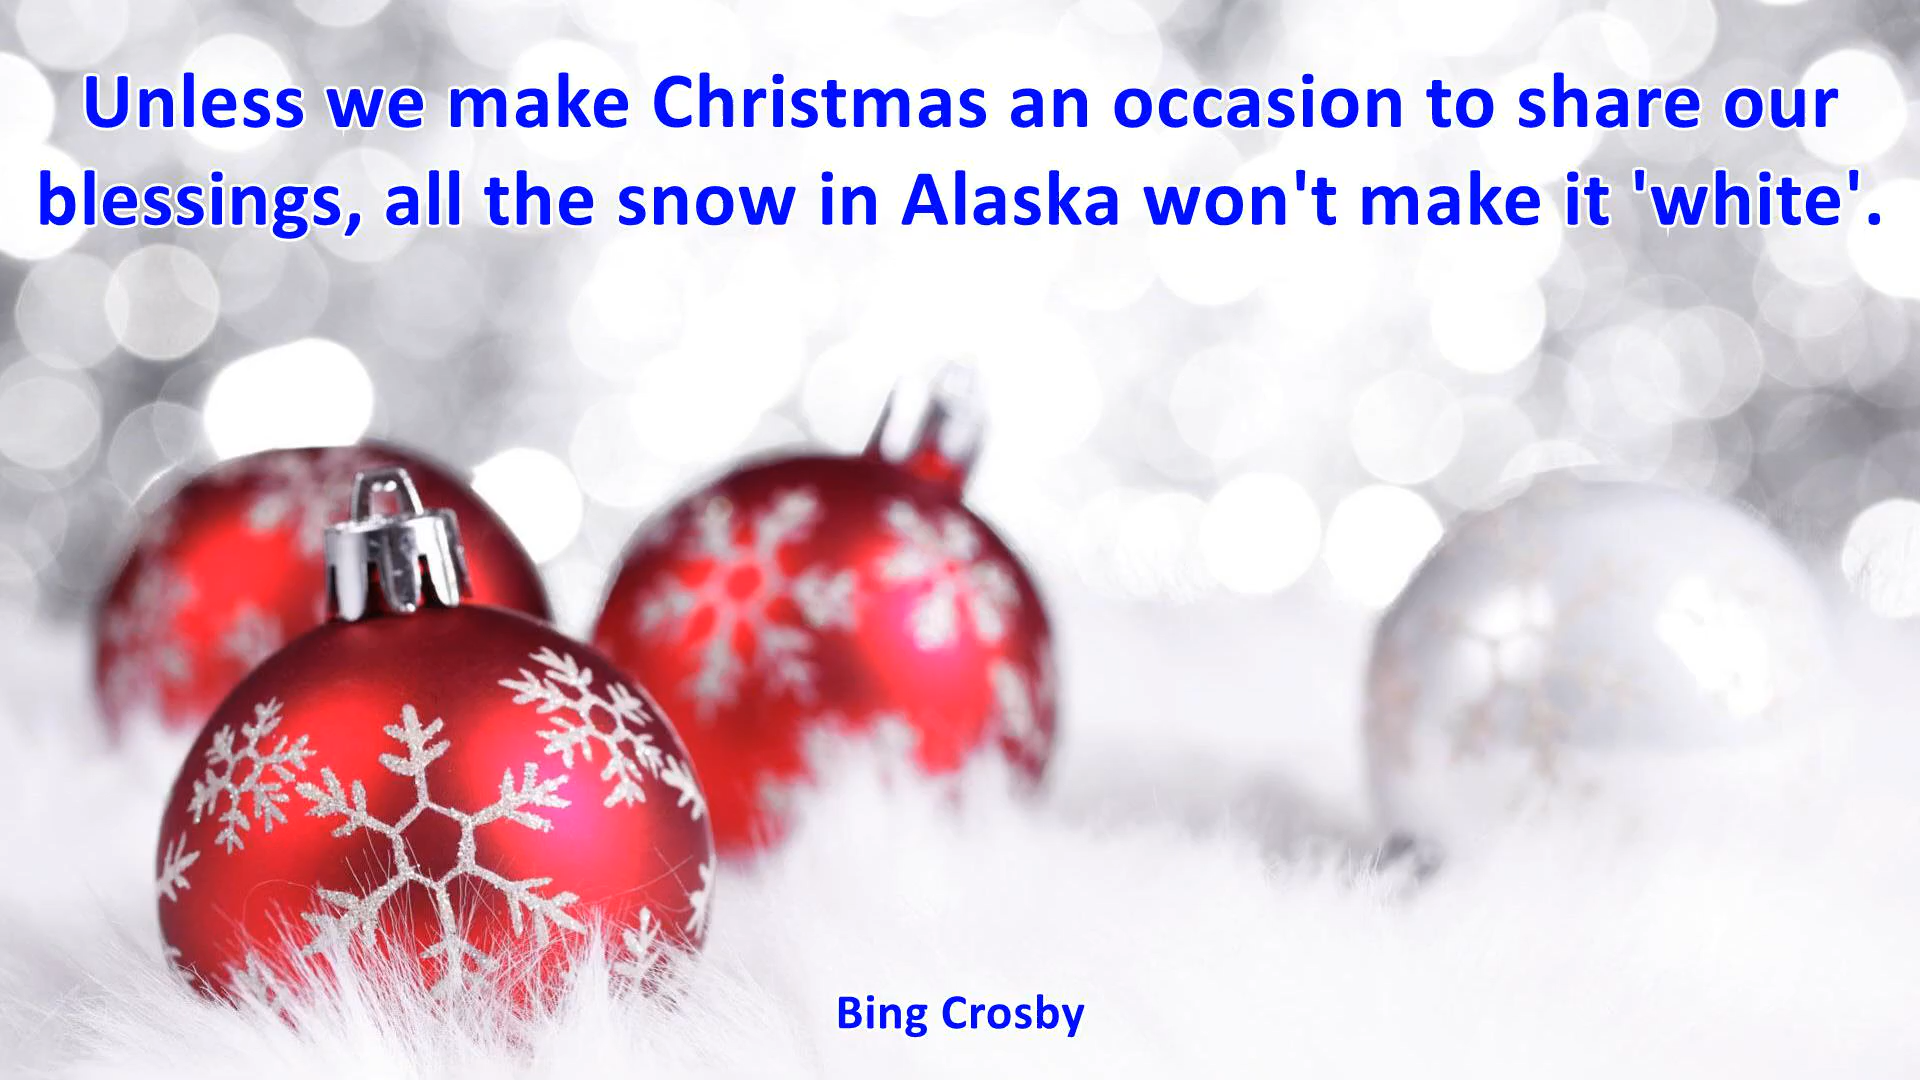 Unless we make Christmas an occasion to share our
blessings, all the snow in Alaska won't make it 'white'.
Bing Crosby